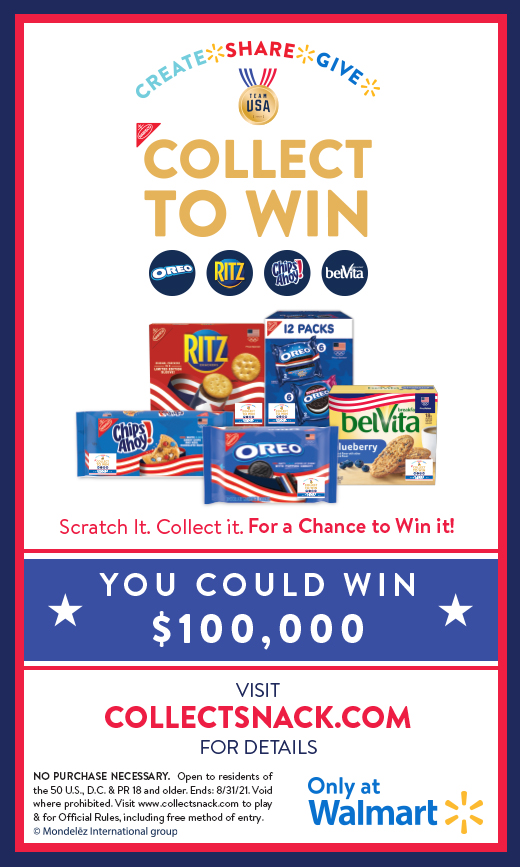 CREATE SHARE GIVE
TEAM
USA
COLLECT
TO WIN
OREO
RITZ
Chips Ahoy!
belVita
12 PACKS
RITZ
OREO
6
6
OREO
breakfast
belVita
Blueberry
Chips
Ahoy!
OREO
Scratch It. Collect it. For a Chance to Win it!
YOU COULD WIN
$100,000
VISIT
COLLECTSNACK.COM
FOR DETAILS
NO PURCHASE NECESSARY. Open to residents of
the 50 U.S., D.C. & PR 18 and older. Ends: 8/31/21. Void
where prohibited. Visit www.collectsnack.com to play
& for Official Rules, including free method of entry.
© Mondelēz International group
Only at
Walmart